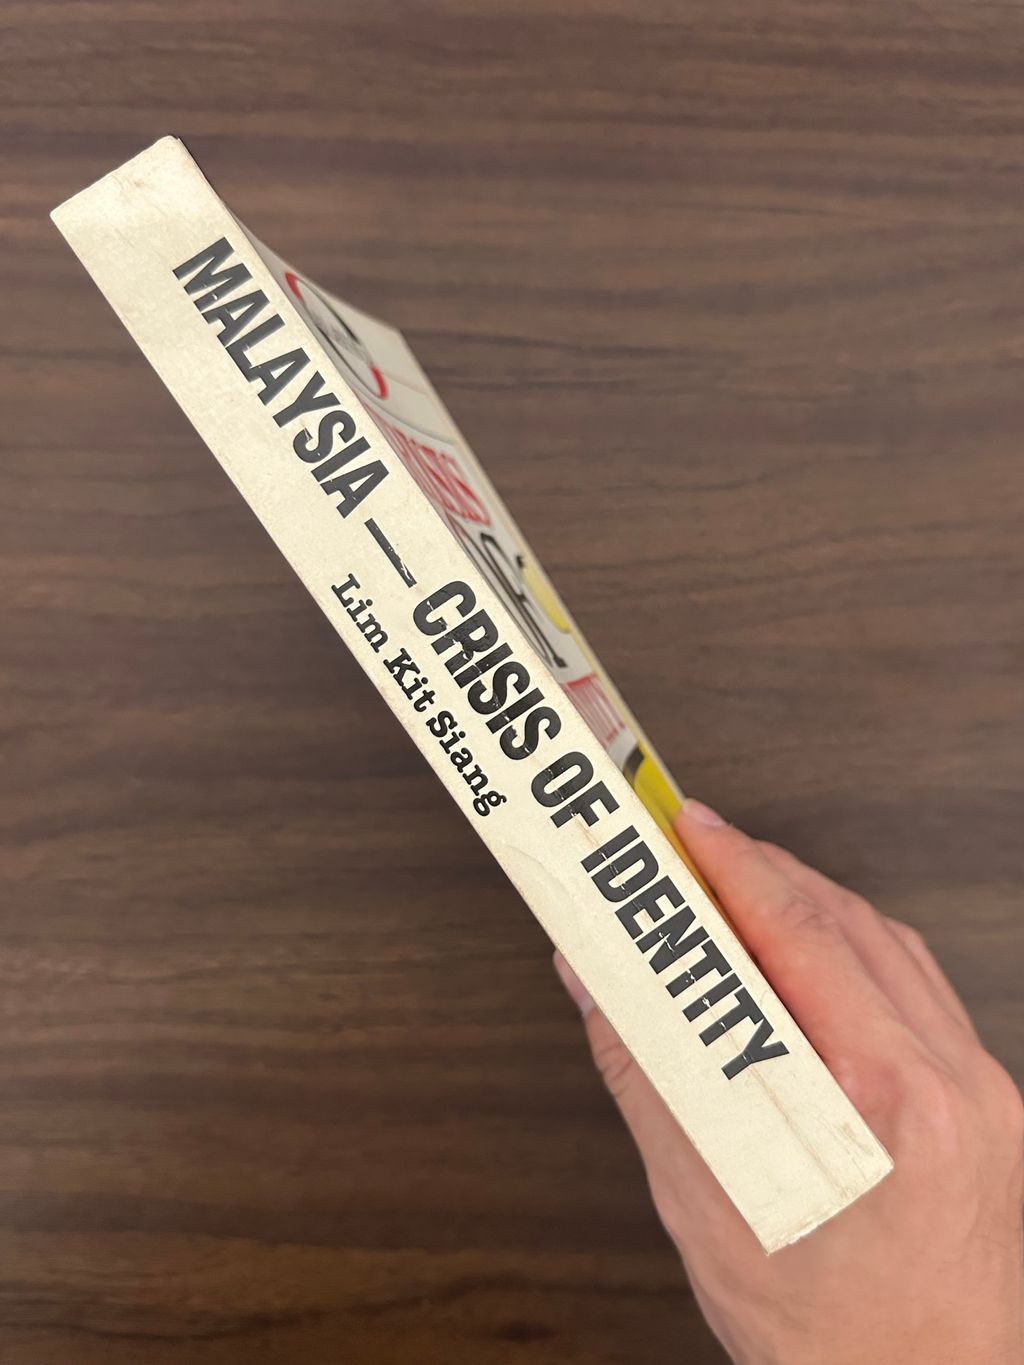 MALAYSIA — CRISIS OF IDENTITY
Lim Kit Siang